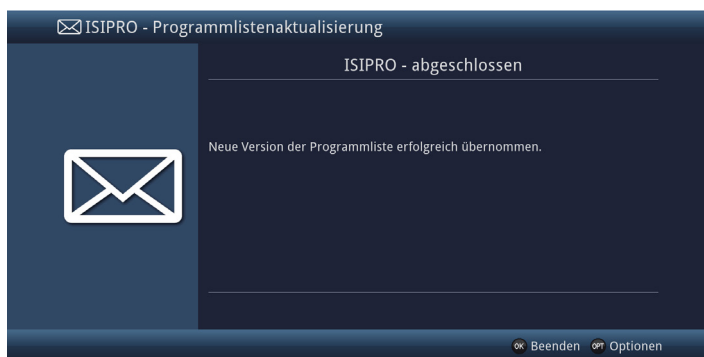 ISIPRO - Programmlistenaktualisierung
ISIPRO - abgeschlossen
Neue Version der Programmliste erfolgreich übernommen.
OK Beenden OPT Optionen